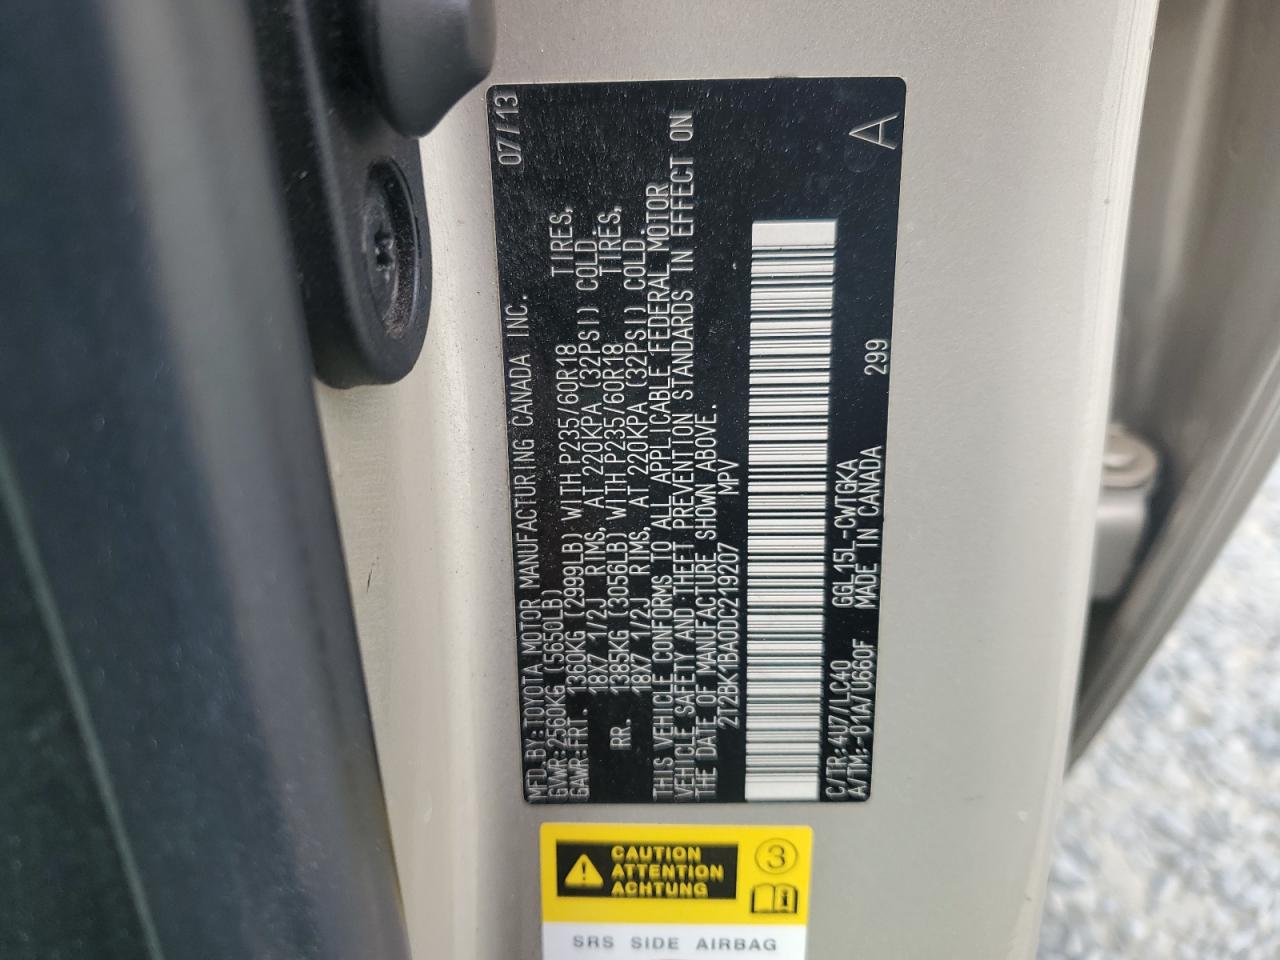 MFD.BY:TOYOTA MOTOR MANUFACTURING CANADA INC. 07/13
GVWR:2560KG (5650LB)
GAWR:FRT. 1360KG (2999LB) WITH P235/60R18 TIRES,
18X7 1/2J RIMS, AT 220KPA (32PSI) COLD.
RR. 1385KG (3056LB) WITH P235/60R18 TIRES,
18X7 1/2J RIMS, AT 220KPA (32PSI) COLD.
THIS VEHICLE CONFORMS TO ALL APPLICABLE FEDERAL MOTOR
VEHICLE SAFETY AND THEFT PREVENTION STANDARDS IN EFFECT ON
THE DATE OF MANUFACTURE SHOWN ABOVE.
2T2BK1BA0DC219207 MPV
C/TR:4U7/LC40 GGL15L-CWTGKA
A/TM:-01A/U660F MADE IN CANADA 299 A
CAUTION
ATTENTION
ACHTUNG
3
SRS SIDE AIRBAG